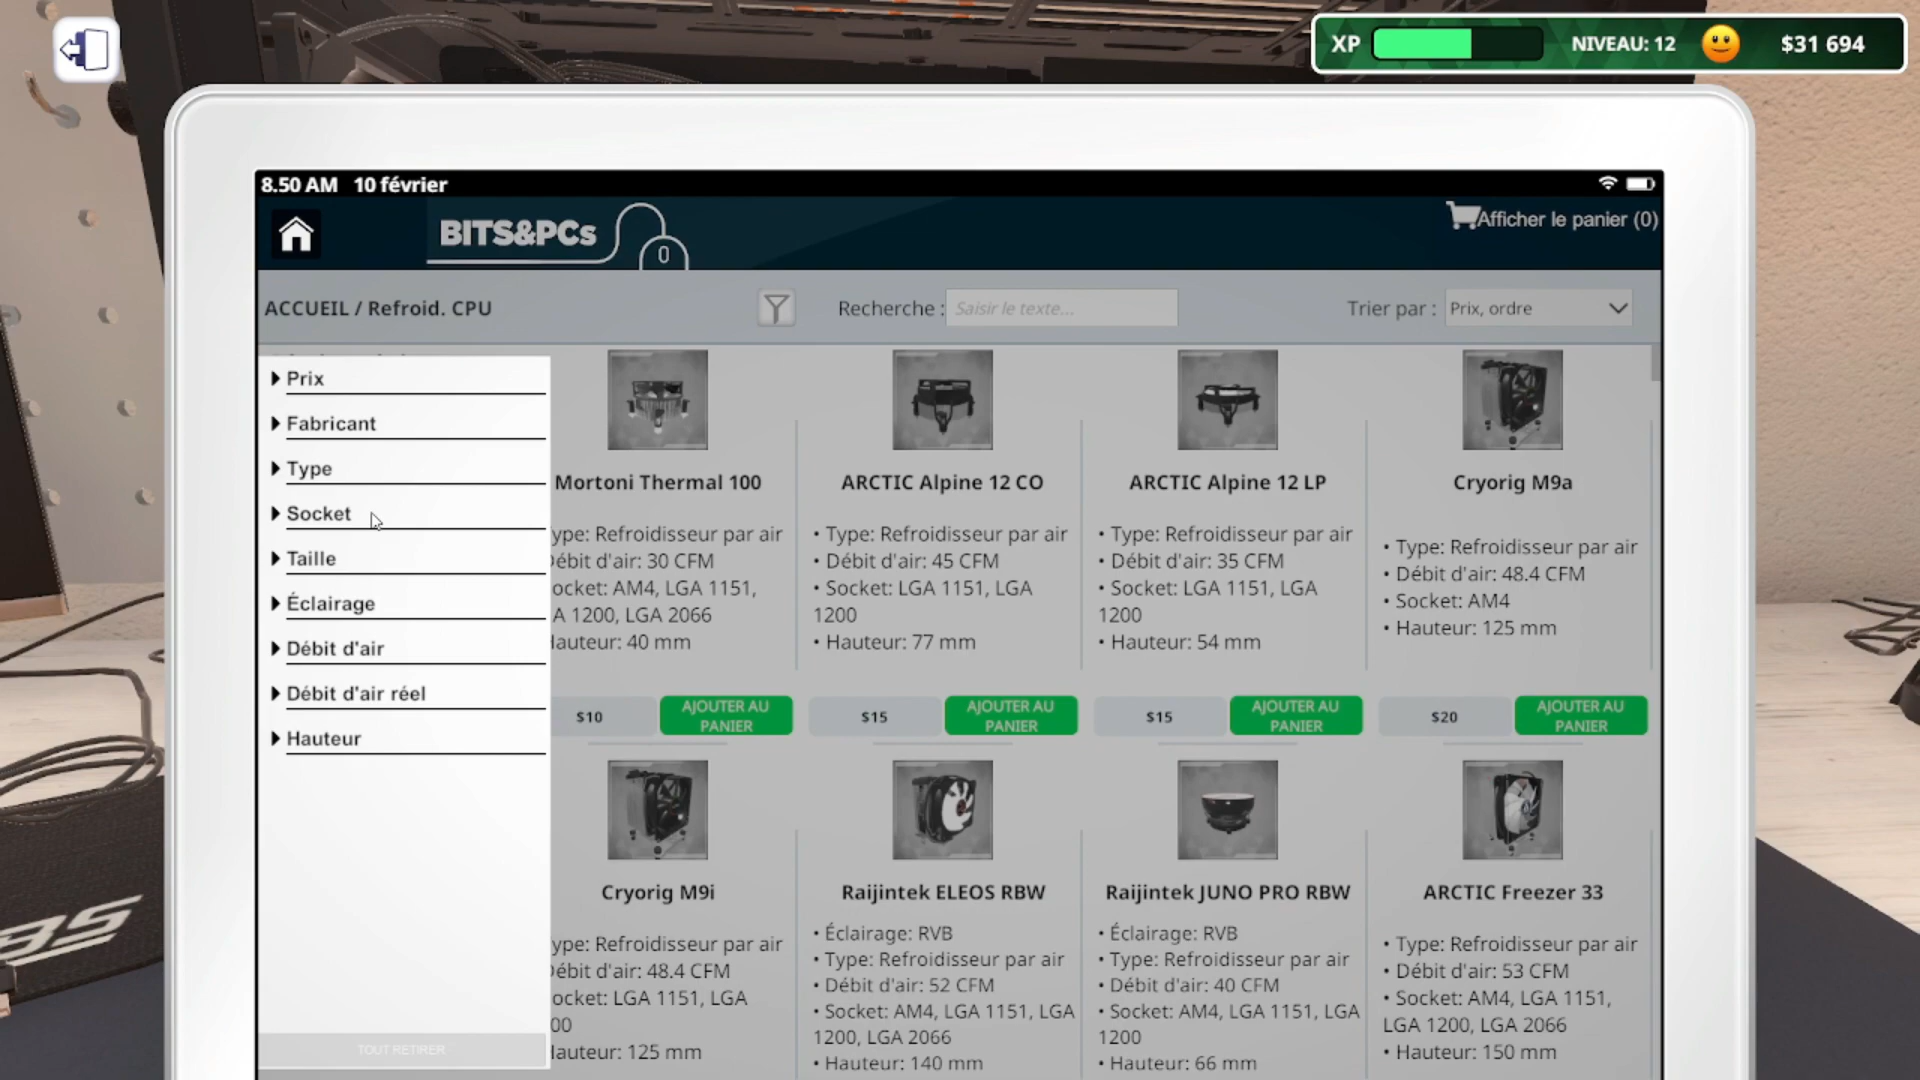 XP NIVEAU: 12 $31 694
8.50 AM 10 février
BITS&PCs
Afficher le panier (0)
ACCUEIL / Refroid. CPU
Recherche : Saisir le texte...
Trier par : Prix, ordre
Prix
Fabricant
Type
Socket
Taille
Éclairage
Débit d'air
Débit d'air réel
Hauteur
TOUT RETIRER
Mortoni Thermal 100
ype: Refroidisseur par air
ébit d'air: 30 CFM
ocket: AM4, LGA 1151,
A 1200, LGA 2066
auteur: 40 mm
$10
AJOUTER AU
PANIER
ARCTIC Alpine 12 CO
• Type: Refroidisseur par air
• Débit d'air: 45 CFM
• Socket: LGA 1151, LGA
1200
• Hauteur: 77 mm
$15
AJOUTER AU
PANIER
ARCTIC Alpine 12 LP
• Type: Refroidisseur par air
• Débit d'air: 35 CFM
• Socket: LGA 1151, LGA
1200
• Hauteur: 54 mm
$15
AJOUTER AU
PANIER
Cryorig M9a
• Type: Refroidisseur par air
• Débit d'air: 48.4 CFM
• Socket: AM4
• Hauteur: 125 mm
$20
AJOUTER AU
PANIER
Cryorig M9i
ype: Refroidisseur par air
ébit d'air: 48.4 CFM
ocket: LGA 1151, LGA
00
auteur: 125 mm
Raijintek ELEOS RBW
• Éclairage: RVB
• Type: Refroidisseur par air
• Débit d'air: 52 CFM
• Socket: AM4, LGA 1151, LGA
1200, LGA 2066
• Hauteur: 140 mm
Raijintek JUNO PRO RBW
• Éclairage: RVB
• Type: Refroidisseur par air
• Débit d'air: 40 CFM
• Socket: AM4, LGA 1151, LGA
1200
• Hauteur: 66 mm
ARCTIC Freezer 33
• Type: Refroidisseur par air
• Débit d'air: 53 CFM
• Socket: AM4, LGA 1151,
LGA 1200, LGA 2066
• Hauteur: 150 mm